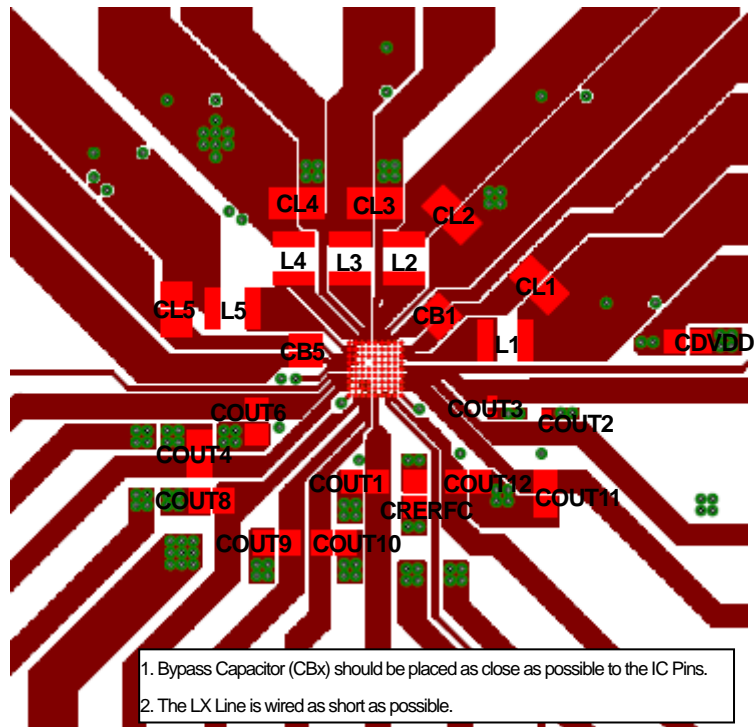 CL4 CL3 CL2
L4 L3 L2
CL5 L5 CB1 CL1
CB5 L1 CDVDD
COUT6 COUT3 COUT2
COUT4
COUT8 COUT1 COUT12 COUT11
CRERFC
COUT9 COUT10
1. Bypass Capacitor (CBx) should be placed as close as possible to the IC Pins.
2. The LX Line is wired as short as possible.